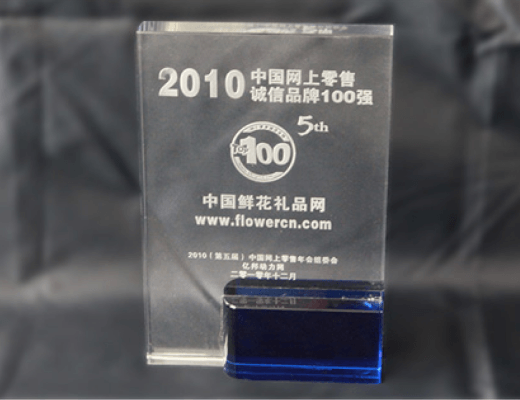 2010 中国网上零售
诚信品牌100强
5th
TOP 100
中国鲜花礼品网
www.flowercn.com
2010（第五届）中国网上零售年会组委会
亿邦动力网
二零一零年十二月